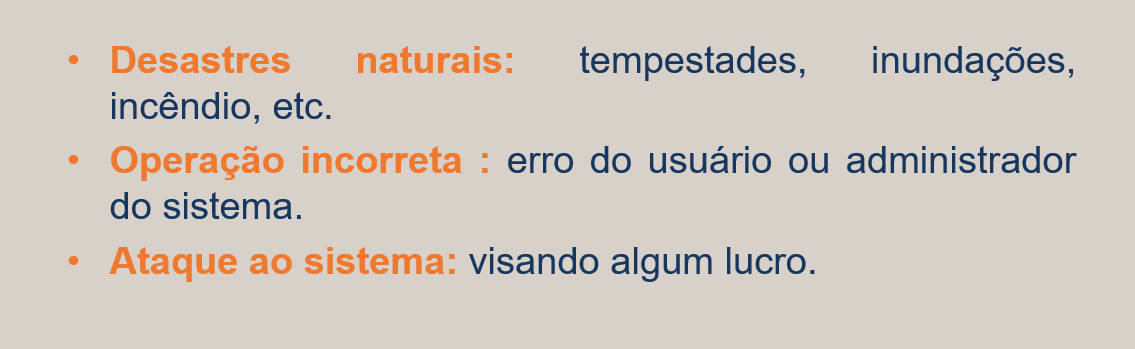 • Desastres naturais: tempestades, inundações,
incêndio, etc.
• Operação incorreta : erro do usuário ou administrador
do sistema.
• Ataque ao sistema: visando algum lucro.